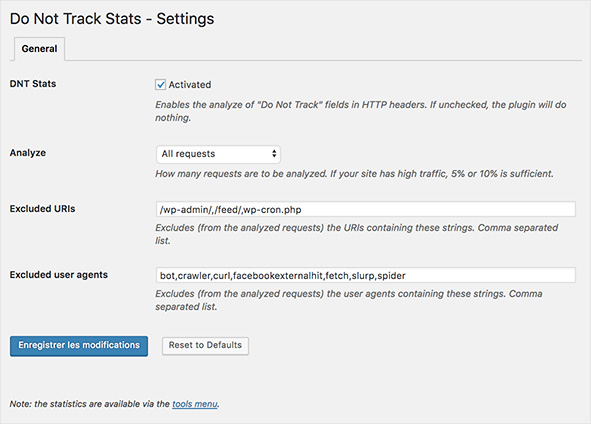 Do Not Track Stats - Settings
General
DNT Stats
Activated
Enables the analyze of "Do Not Track" fields in HTTP headers. If unchecked, the plugin will do
nothing.
Analyze
All requests
How many requests are to be analyzed. If your site has high traffic, 5% or 10% is sufficient.
Excluded URIs
/wp-admin/,/feed/,wp-cron.php
Excludes (from the analyzed requests) the URIs containing these strings. Comma separated
list.
Excluded user agents
bot,crawler,curl,facebookexternalhit,fetch,slurp,spider
Excludes (from the analyzed requests) the user agents containing these strings. Comma
separated list.
Enregistrer les modifications
Reset to Defaults
Note: the statistics are available via the tools menu.